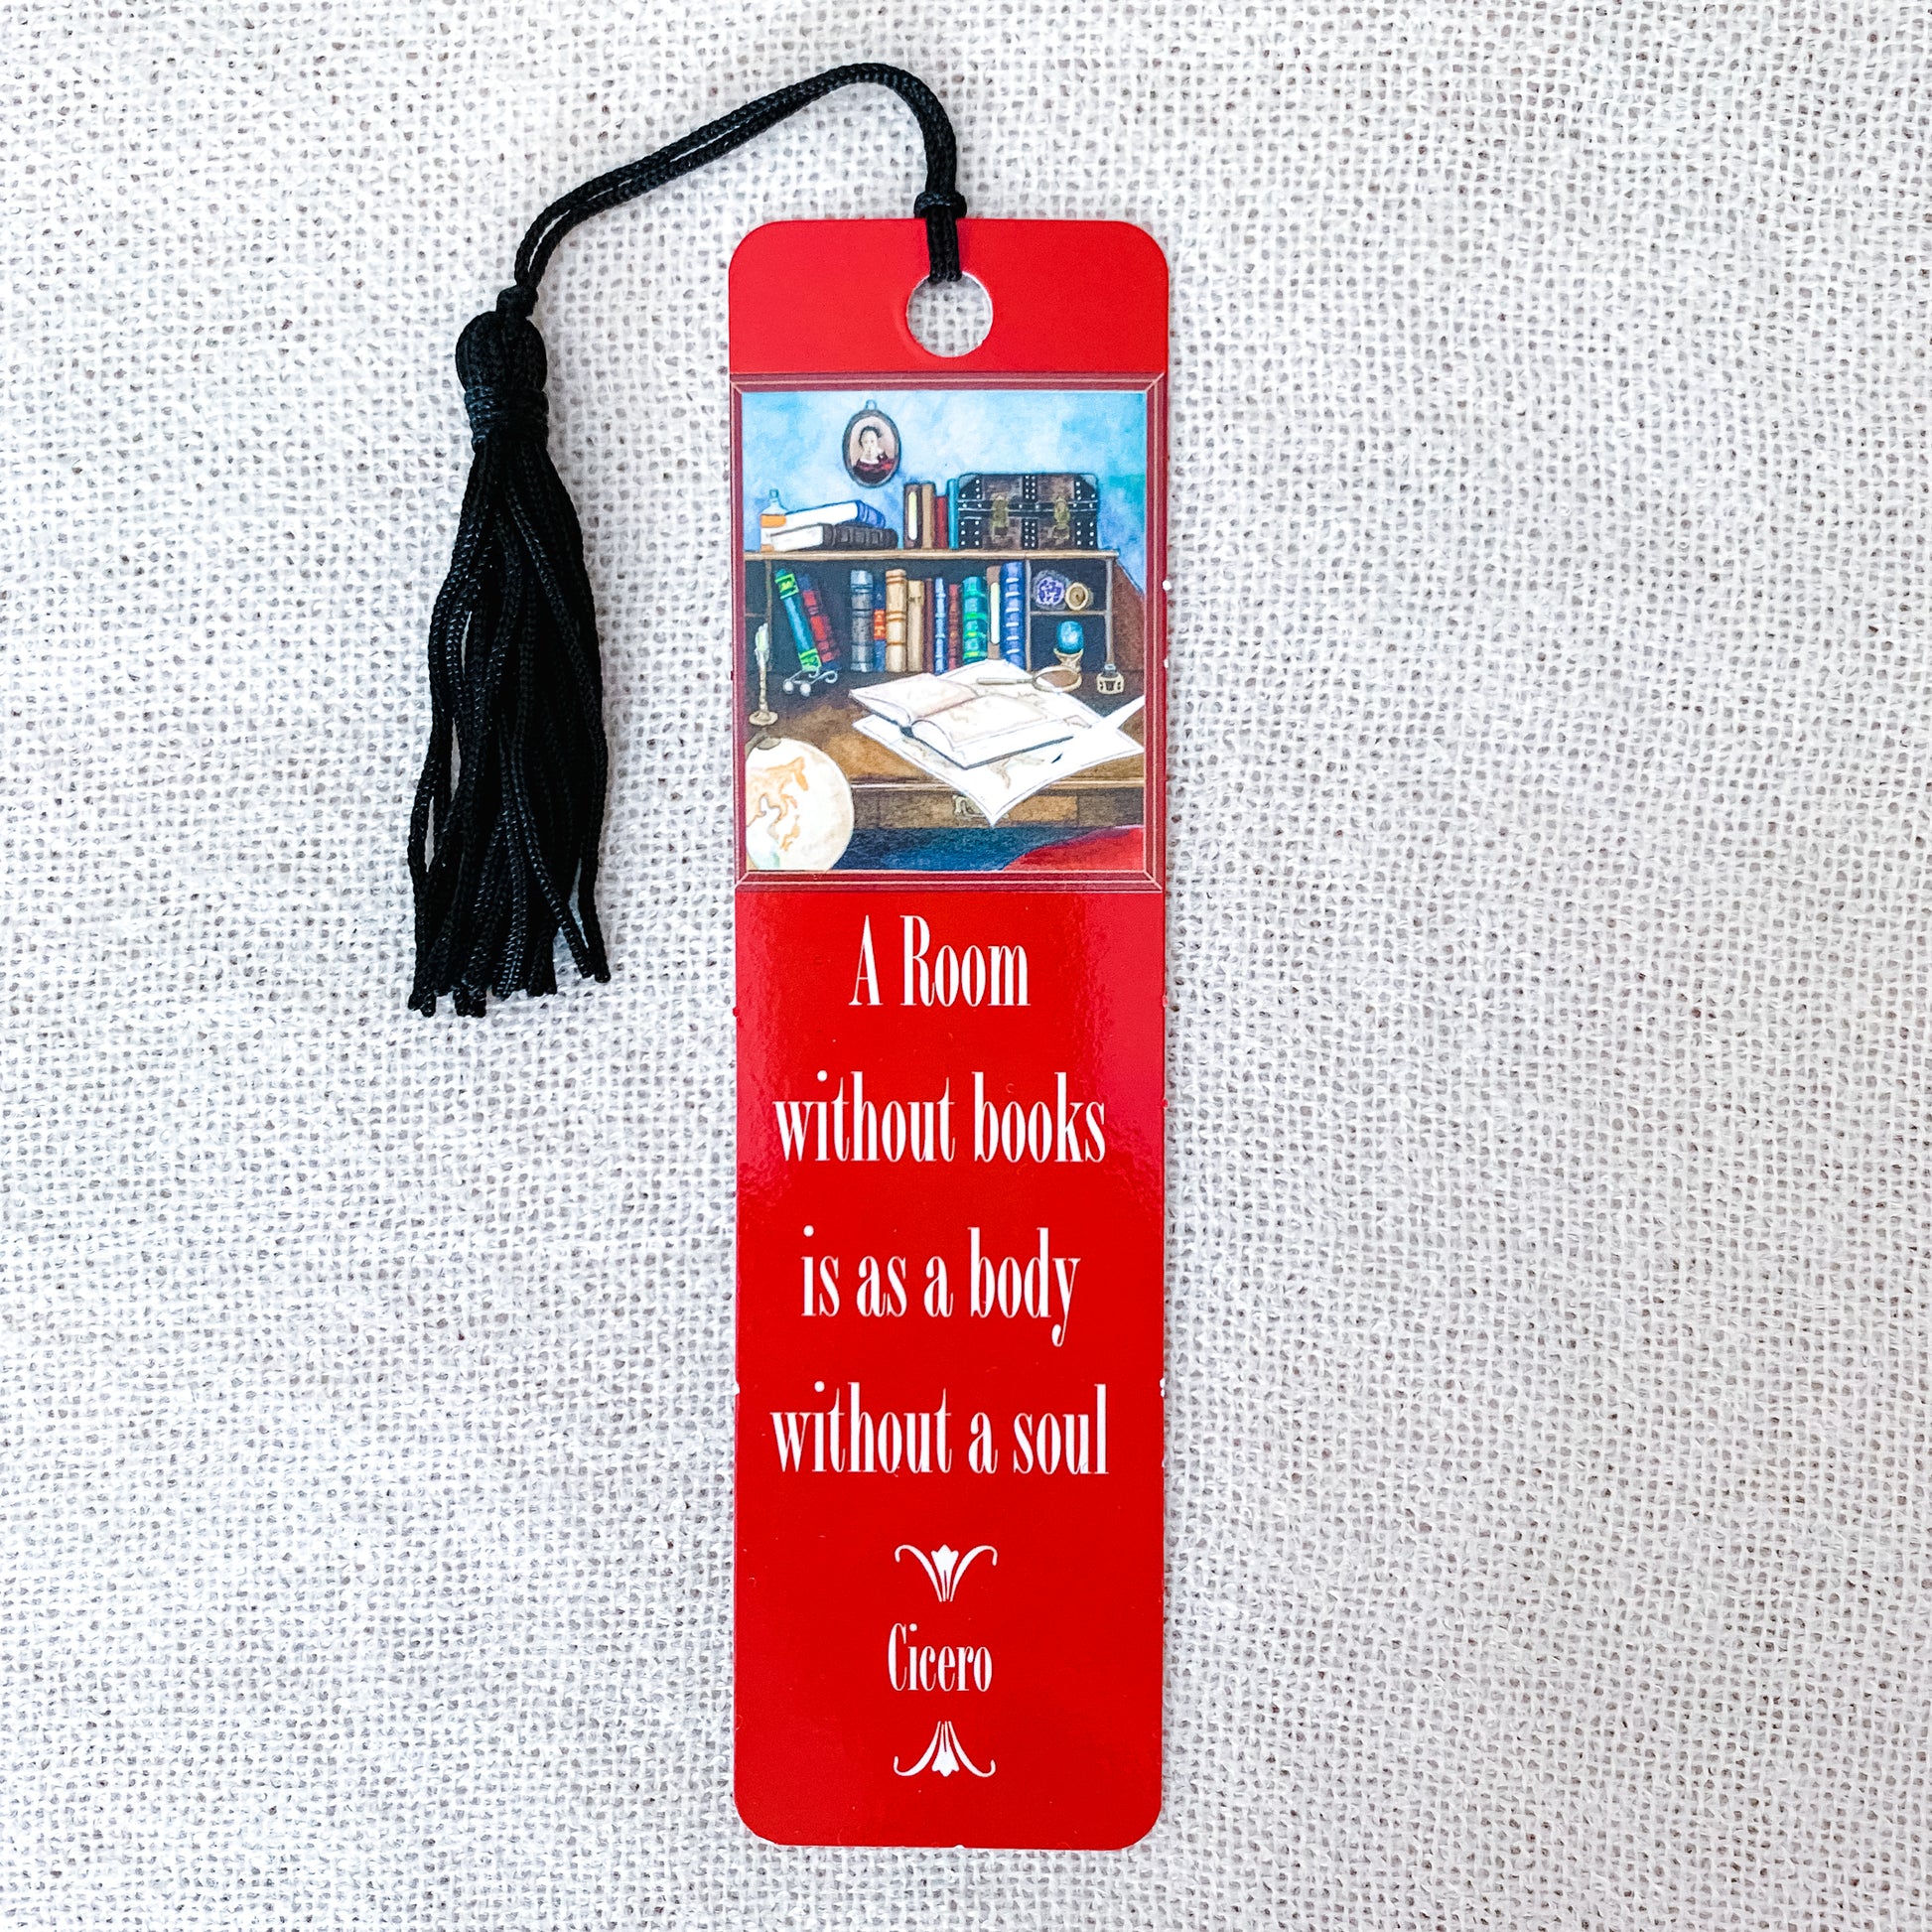 A Room
without books
is as a body
without a soul
Cicero